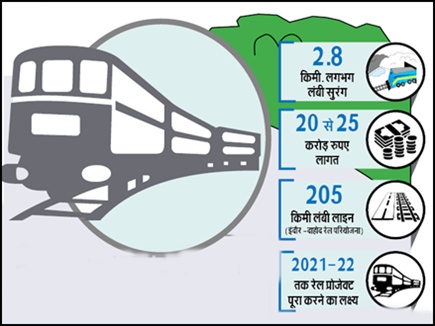 2.8
किमी. लगभग
लंबी सुरंग
20 से 25
करोड़ रुपए
लागत
205
किमी लंबी लाइन
(इंदौर -दाहोद रेल परियोजना)
2021-22
तक रेल प्रोजेक्ट
पूरा करने का लक्ष्य